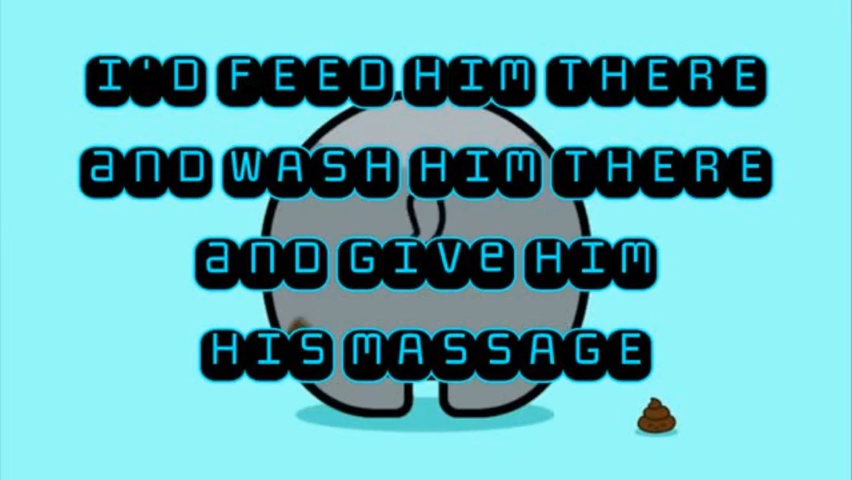 I'D FEED HIM THERE
and WASH HIM THERE
and GIVe HIM
HIS MASSAGE